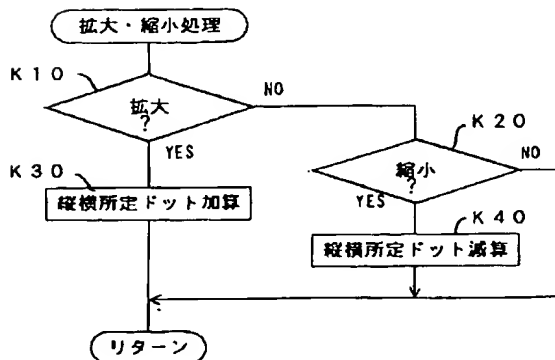 拡大・縮小処理
K10
拡大
?
NO
YES
K20
縮小
?
NO
YES
K30
縦横所定ドット加算
K40
縦横所定ドット減算
リターン